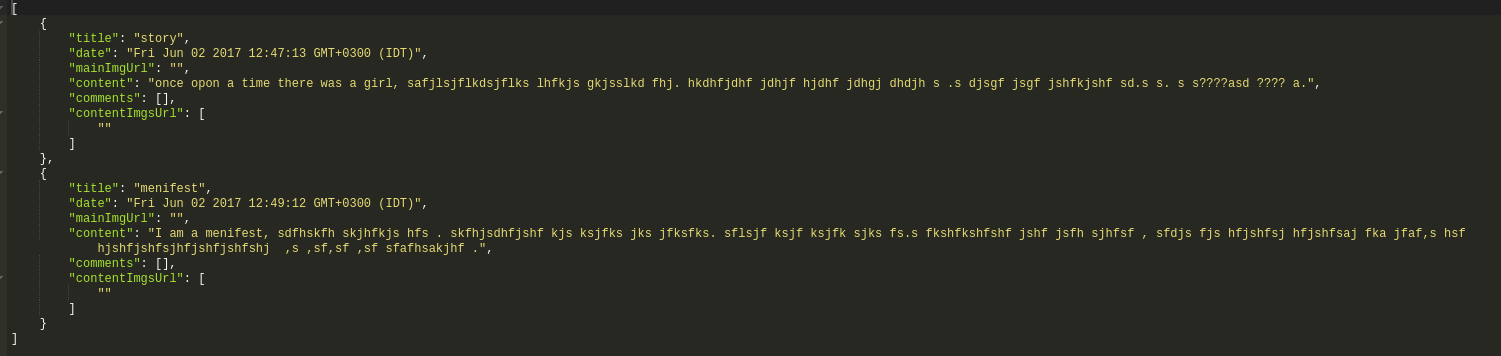 [
    {
        "title": "story",
        "date": "Fri Jun 02 2017 12:47:13 GMT+0300 (IDT)",
        "mainImgUrl": "",
        "content": "once opon a time there was a girl, safjlsjflkdsjflks lhfkjs gkjsslkd fhj. hkdhfjdhf jdhjf hjdhf jdhgj dhdjh s .s djsgf jsgf jshfkjshf sd.s s. s s????asd ???? a.",
        "comments": [],
        "contentImgsUrl": [
            ""
        ]
    },
    {
        "title": "menifest",
        "date": "Fri Jun 02 2017 12:49:12 GMT+0300 (IDT)",
        "mainImgUrl": "",
        "content": "I am a menifest, sdfhskfh skjhfkjs hfs . skfhjsdhfjshf kjs ksjfks jks jfksfks. sflsjf ksjf ksjfk sjks fs.s fkshfkshfshf jshf jsfh sjhfsf , sfdjs fjs hfjshfsj hfjshfsaj fka jfaf,s hsf
            hjshfjshfsjhfjshfjshfshj  ,s ,sf,sf ,sf sfafhsakjhf .",
        "comments": [],
        "contentImgsUrl": [
            ""
        ]
    }
]